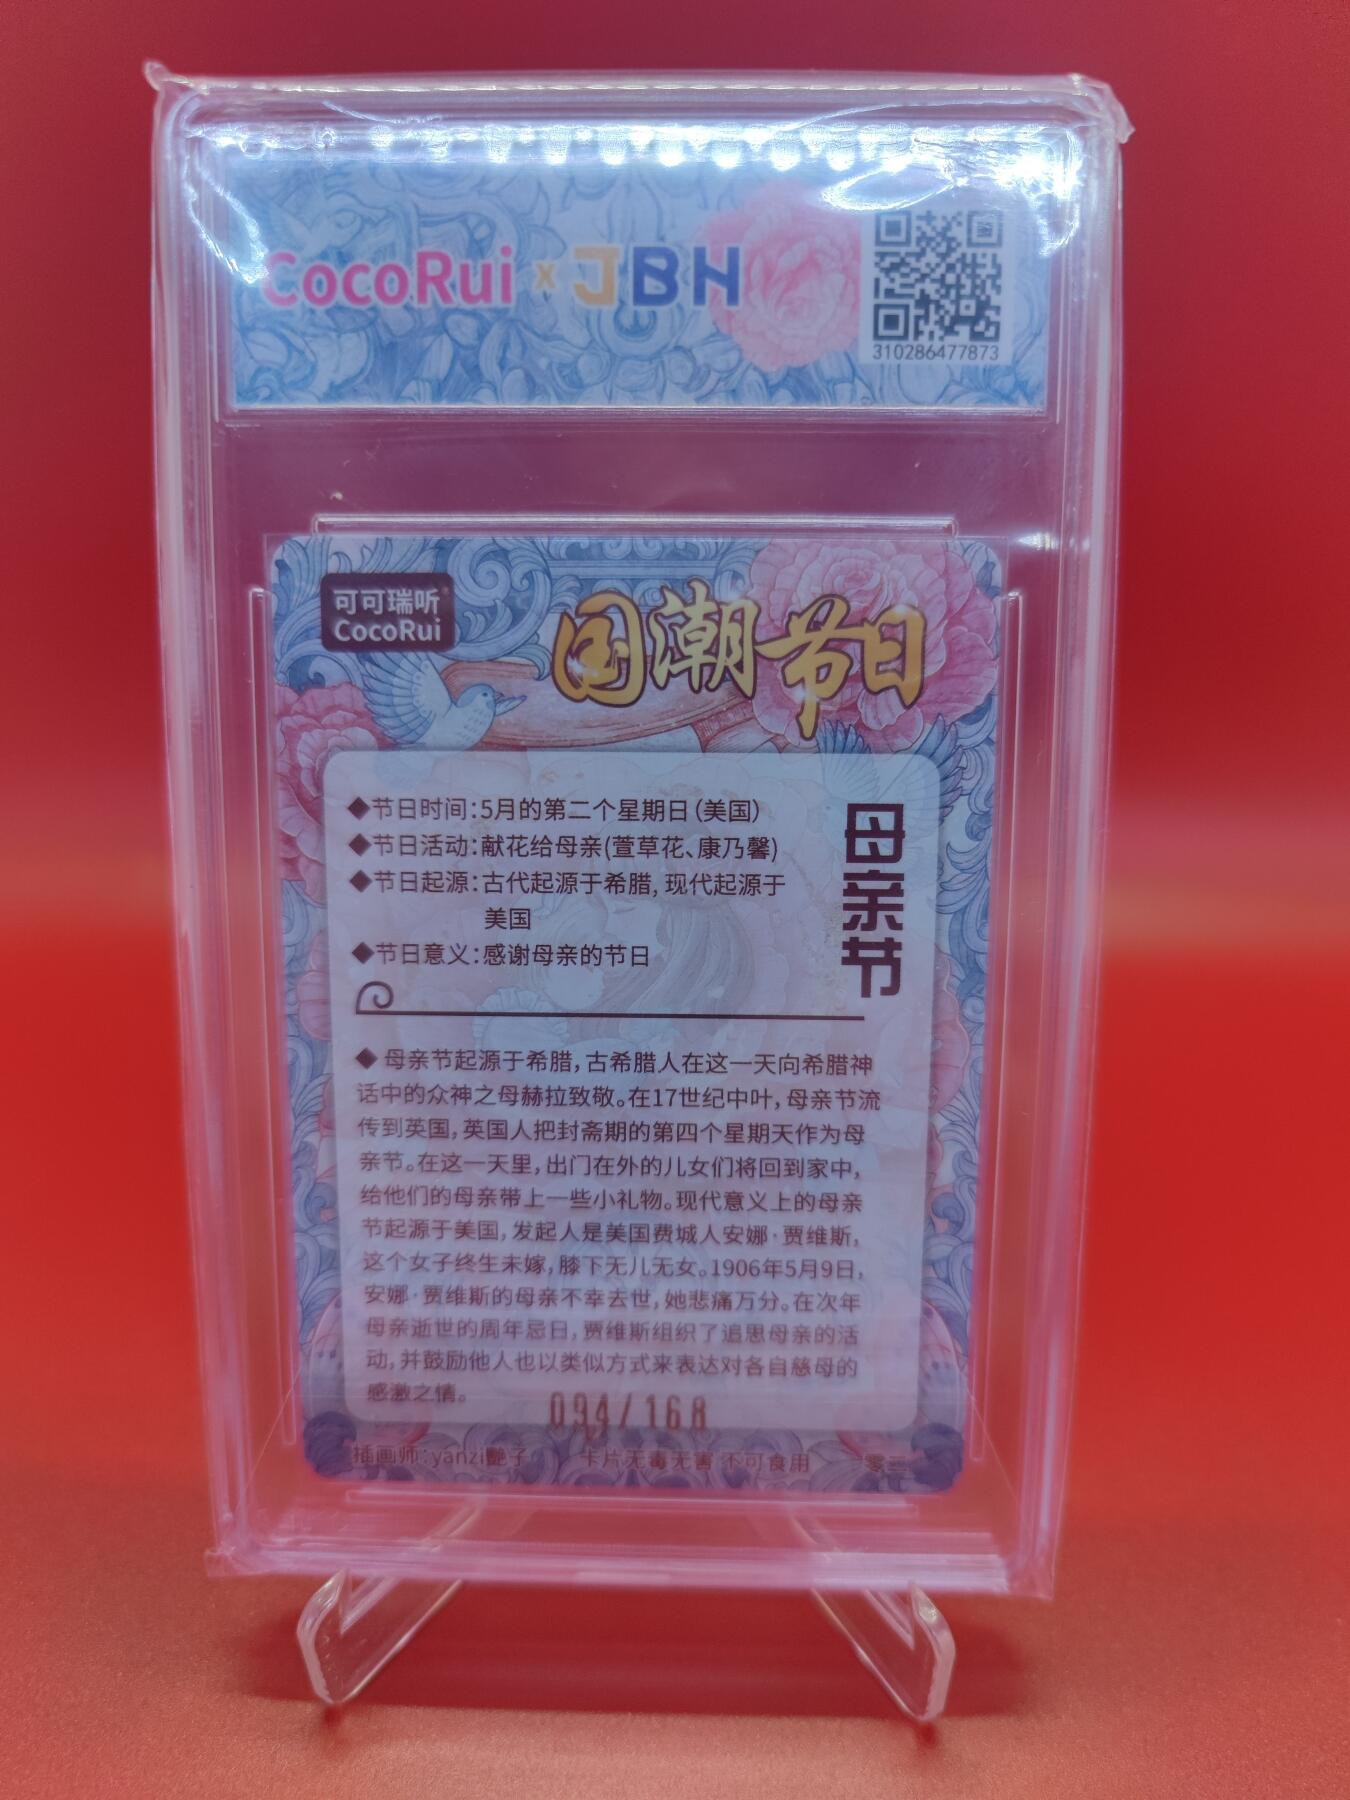 CocoRui x JBH
310286477873
可可瑞听
CocoRui
国潮节日
母亲节
◆节日时间：5月的第二个星期日（美国）
◆节日活动：献花给母亲(萱草花、康乃馨)
◆节日起源：古代起源于希腊，现代起源于
美国
◆节日意义：感谢母亲的节日
◆ 母亲节起源于希腊，古希腊人在这一天向希腊神
话中的众神之母赫拉致敬。在17世纪中叶，母亲节流
传到英国，英国人把封斋期的第四个星期天作为母
亲节。在这一天里，出门在外的儿女们将回到家中，
给他们的母亲带上一些小礼物。现代意义上的母亲
节起源于美国，发起人是美国费城人安娜·贾维斯，
这个女子终生未嫁，膝下无儿无女。1906年5月9日，
安娜·贾维斯的母亲不幸去世，她悲痛万分。在次年
母亲逝世的周年忌日，贾维斯组织了追思母亲的活
动，并鼓励他人也以类似方式来表达对各自慈母的
感激之情。
094/168
插画师：yanzi艷子 卡片无毒无害 不可食用